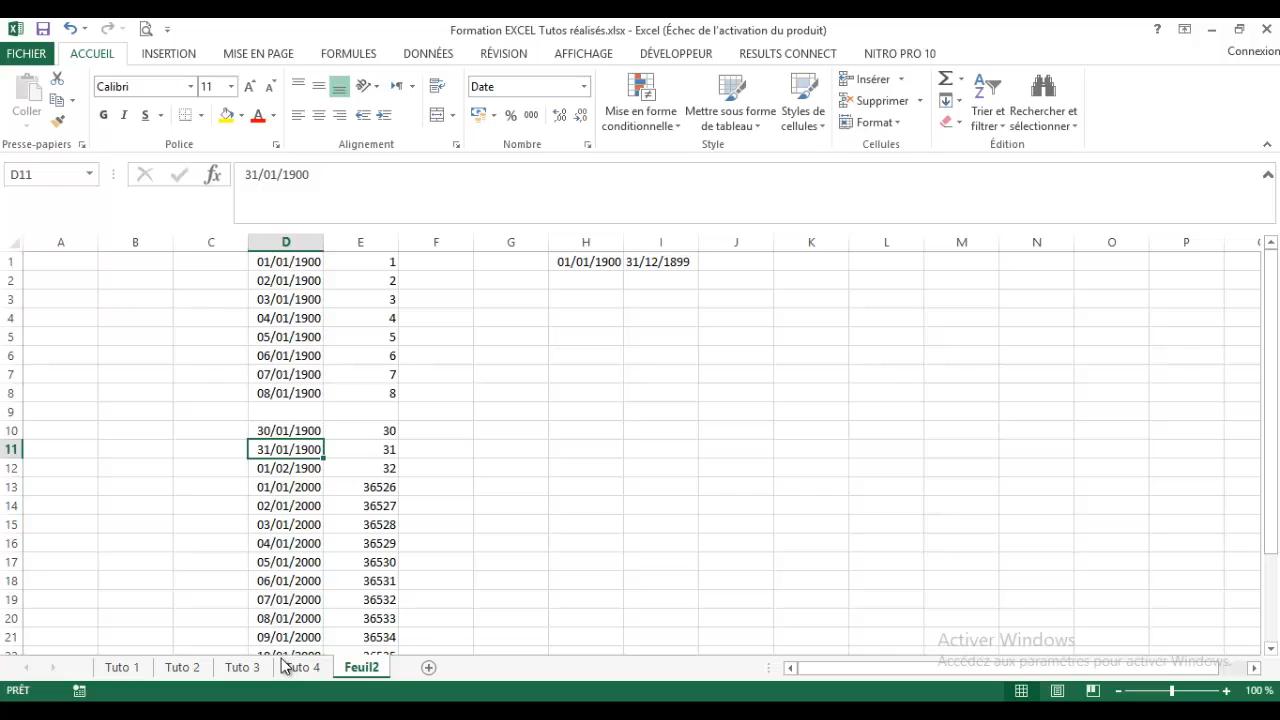 Formation EXCEL Tutos réalisés.xlsx - Excel (Échec de l'activation du produit)
FICHIER ACCUEIL INSERTION MISE EN PAGE FORMULES DONNÉES RÉVISION AFFICHAGE DÉVELOPPEUR RESULTS CONNECT NITRO PRO 10 Connexion
Coller
Calibri 11
G I S
Date
% 000
Mise en forme conditionnelle
Mettre sous forme de tableau
Styles de cellules
Insérer
Supprimer
Format
Trier et filtrer
Rechercher et sélectionner
Presse-papiers Police Alignement Nombre Style Cellules Édition
D11 fx 31/01/1900
A B C D E F G H I J K L M N O P
1 01/01/1900 1 01/01/1900 31/12/1899
2 02/01/1900 2
3 03/01/1900 3
4 04/01/1900 4
5 05/01/1900 5
6 06/01/1900 6
7 07/01/1900 7
8 08/01/1900 8
9
10 30/01/1900 30
11 31/01/1900 31
12 01/02/1900 32
13 01/01/2000 36526
14 02/01/2000 36527
15 03/01/2000 36528
16 04/01/2000 36529
17 05/01/2000 36530
18 06/01/2000 36531
19 07/01/2000 36532
20 08/01/2000 36533
21 09/01/2000 36534
Activer Windows
Accédez aux paramètres pour activer Windows.
Tuto 1 Tuto 2 Tuto 3 Tuto 4 Feuil2
PRÊT 100 %